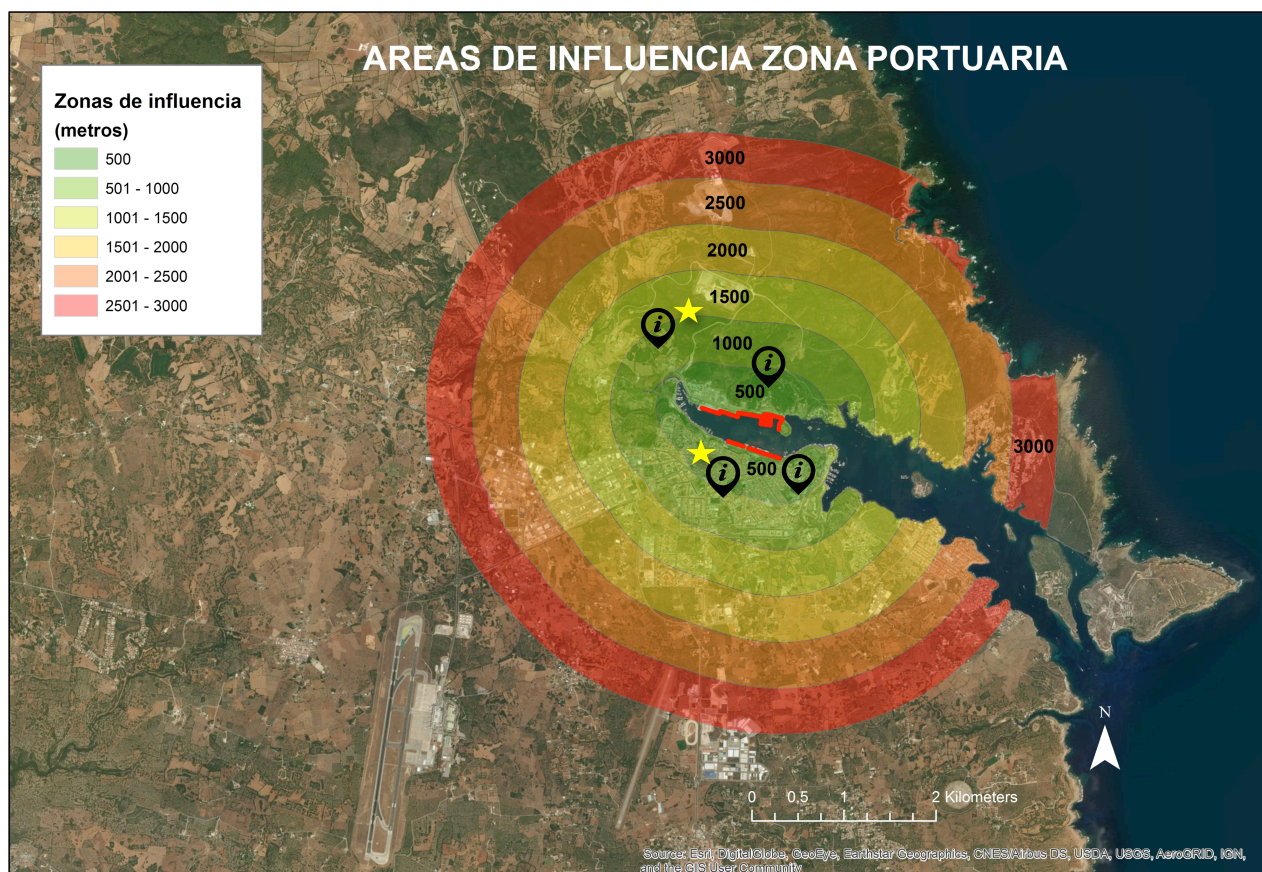 AREAS DE INFLUENCIA ZONA PORTUARIA
Zonas de influencia
(metros)
500
501 - 1000
1001 - 1500
1501 - 2000
2001 - 2500
2501 - 3000
3000
2500
2000
1500
i
1000
i
500
3000
500
i
i
N
0 0,5 1 2 Kilometers
Source: Esri, DigitalGlobe, GeoEye, Earthstar Geographics, CNES/Airbus DS, USDA, USGS, AeroGRID, IGN,
and the GIS User Community